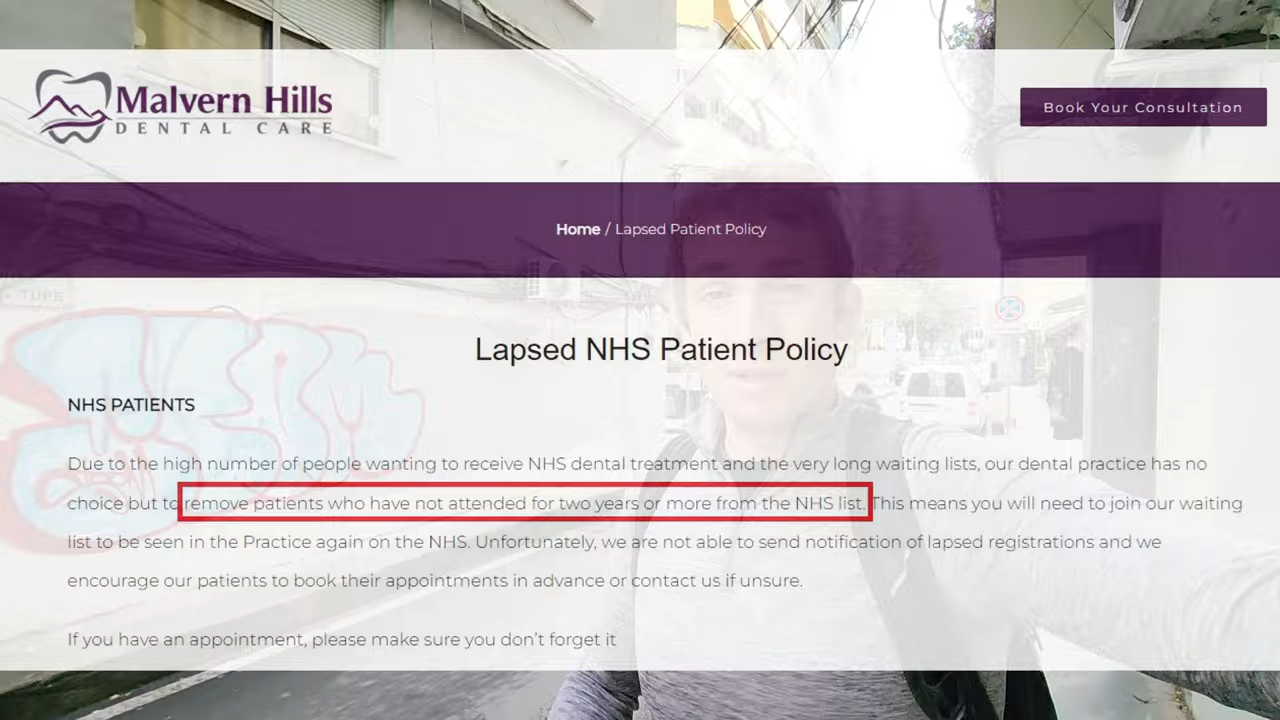 Malvern Hills
DENTAL CARE
Book Your Consultation
Home / Lapsed Patient Policy
TUPE
Lapsed NHS Patient Policy
NHS PATIENTS
Due to the high number of people wanting to receive NHS dental treatment and the very long waiting lists, our dental practice has no
choice but to remove patients who have not attended for two years or more from the NHS list. This means you will need to join our waiting
list to be seen in the Practice again on the NHS. Unfortunately, we are not able to send notification of lapsed registrations and we
encourage our patients to book their appointments in advance or contact us if unsure.
If you have an appointment, please make sure you don't forget it